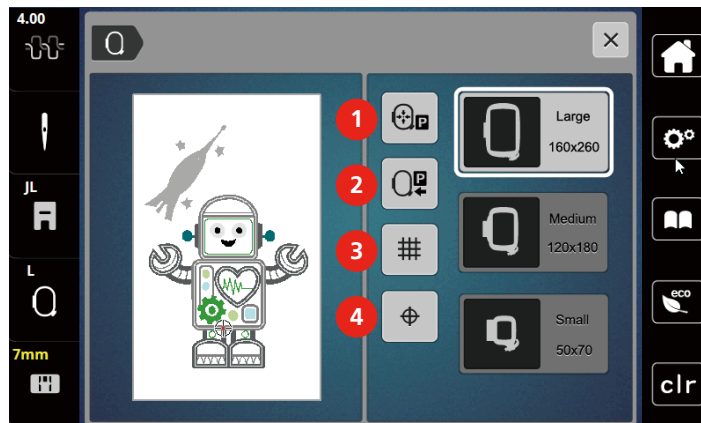 4.00
JL
L
7mm
1
P
2
P
3
4
Large
160x260
Medium
120x180
Small
50x70
eco
clr